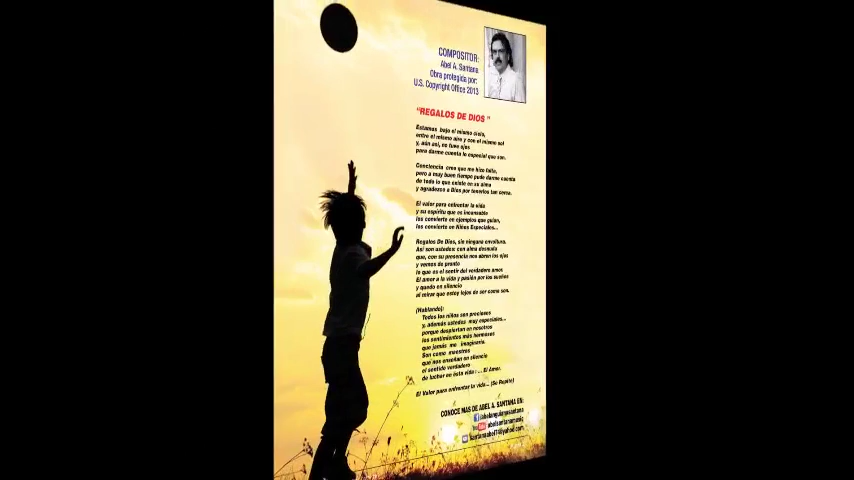 COMPOSITOR:
Abel A. Santana
Obra protegida por:
U.S. Copyright Office 2013
"REGALOS DE DIOS"
Estamos bajo el mismo cielo,
entre el mismo aire y con el mismo sol
y, aún así, no tuve ojos
para darme cuenta lo especial que son.
Conciencia creo que me hizo falta,
pero a muy buen tiempo pude darme cuenta
de todo lo que existe en su alma
y agradezco a Dios por tenerlos tan cerca.
El valor para enfrentar la vida
y su espíritu que es incansable
los convierte en ejemplos que guían,
los convierte en Niños Especiales...
Regalos De Dios, sin ninguna envoltura.
Así son ustedes: con alma desnuda
que, con su presencia nos abren los ojos
y vemos de pronto
lo que es el sentir del verdadero amor.
El amor a la vida y pasión por los sueños
y quedo en silencio
al mirar que estoy lejos de ser como son.
(Hablando):
Todos los niños son preciosos
y, además ustedes muy especiales...
porque despiertan en nosotros
los sentimientos más hermosos
que jamás me imaginaría.
Son como maestros
que nos enseñan en silencio
el sentido verdadero
de luchar en esta vida : ... El Amor.
El Valor para enfrentar la vida... (Se Repite)
CONOCE MAS DE ABEL A. SANTANA EN:
/abelanguianosantana
You Tube abelsantanamusic
santanaabel14@yahoo.com